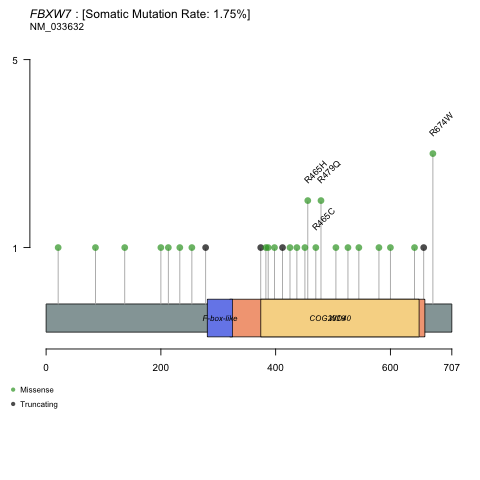 FBXW7 : [Somatic Mutation Rate: 1.75%]
NM_033632
5
R674W
R465H
R479Q
R465C
1
F-box-like
0
200
400
600
707
Missense
Truncating